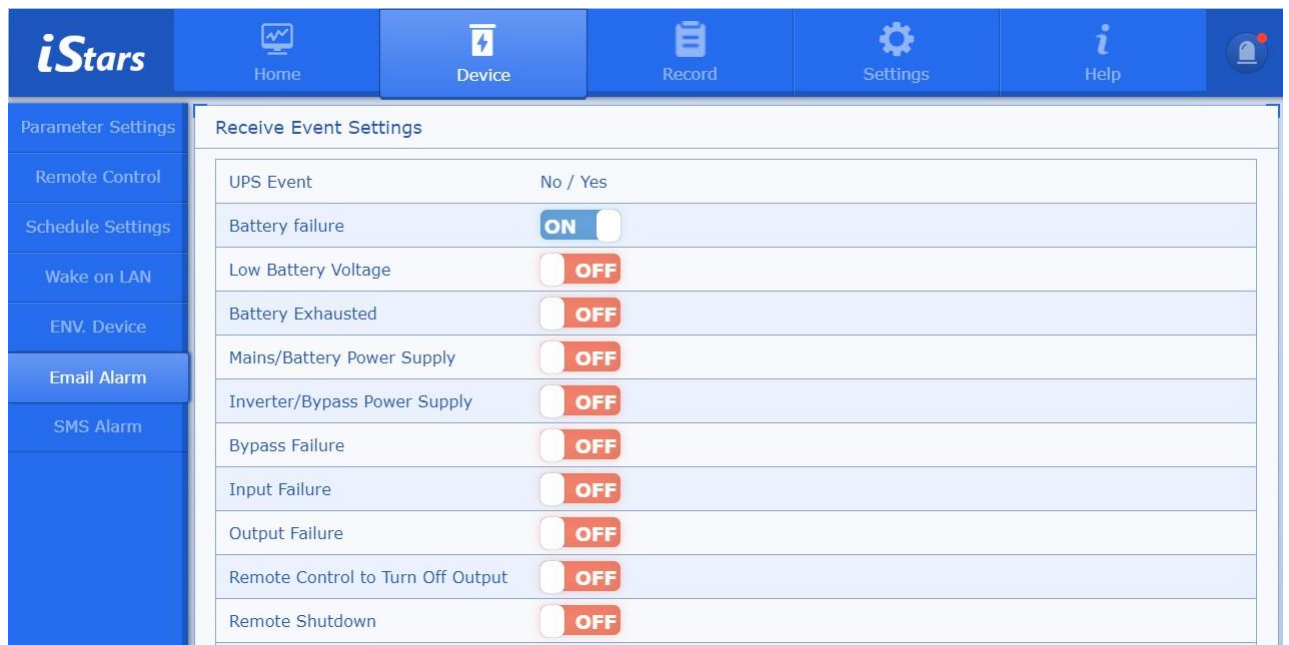 iStars
Home
Device
Record
Settings
Help
Parameter Settings
Remote Control
Schedule Settings
Wake on LAN
ENV. Device
Email Alarm
SMS Alarm
Receive Event Settings
UPS Event No / Yes
Battery failure ON
Low Battery Voltage OFF
Battery Exhausted OFF
Mains/Battery Power Supply OFF
Inverter/Bypass Power Supply OFF
Bypass Failure OFF
Input Failure OFF
Output Failure OFF
Remote Control to Turn Off Output OFF
Remote Shutdown OFF